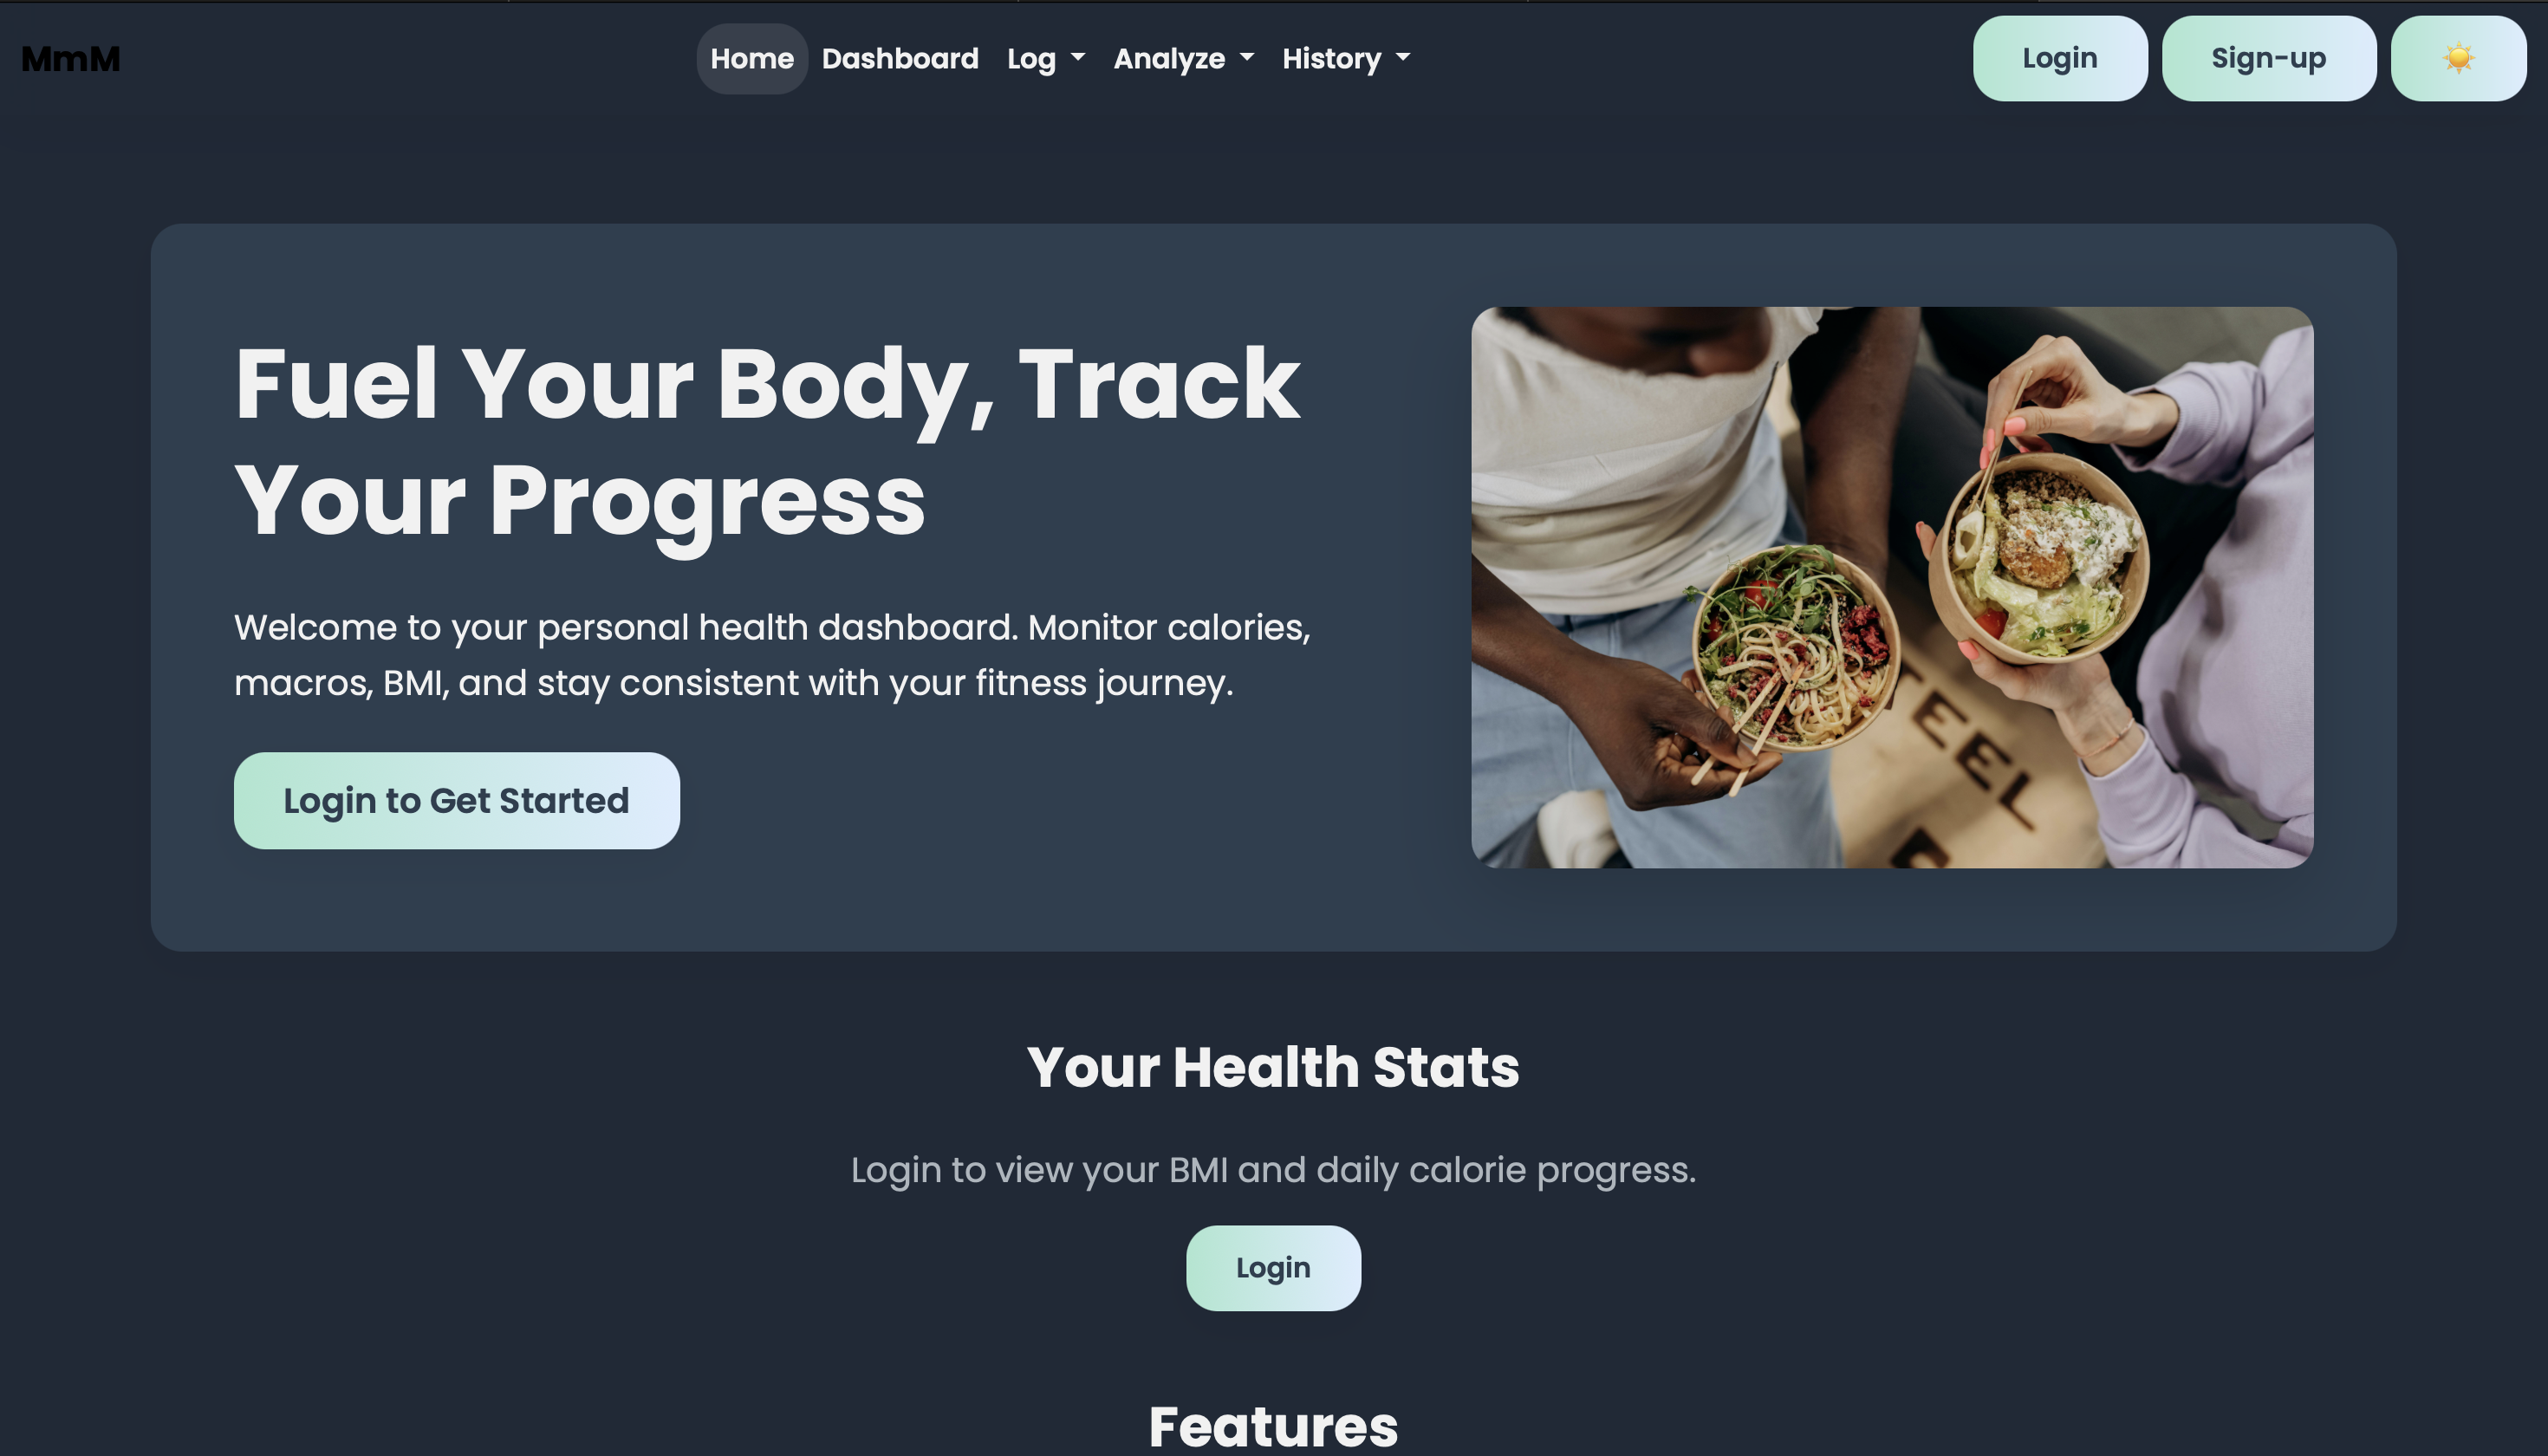 MmM
Home Dashboard Log Analyze History
Login Sign-up
Fuel Your Body, Track
Your Progress
Welcome to your personal health dashboard. Monitor calories,
macros, BMI, and stay consistent with your fitness journey.
Login to Get Started
TEEL
Your Health Stats
Login to view your BMI and daily calorie progress.
Login
Features